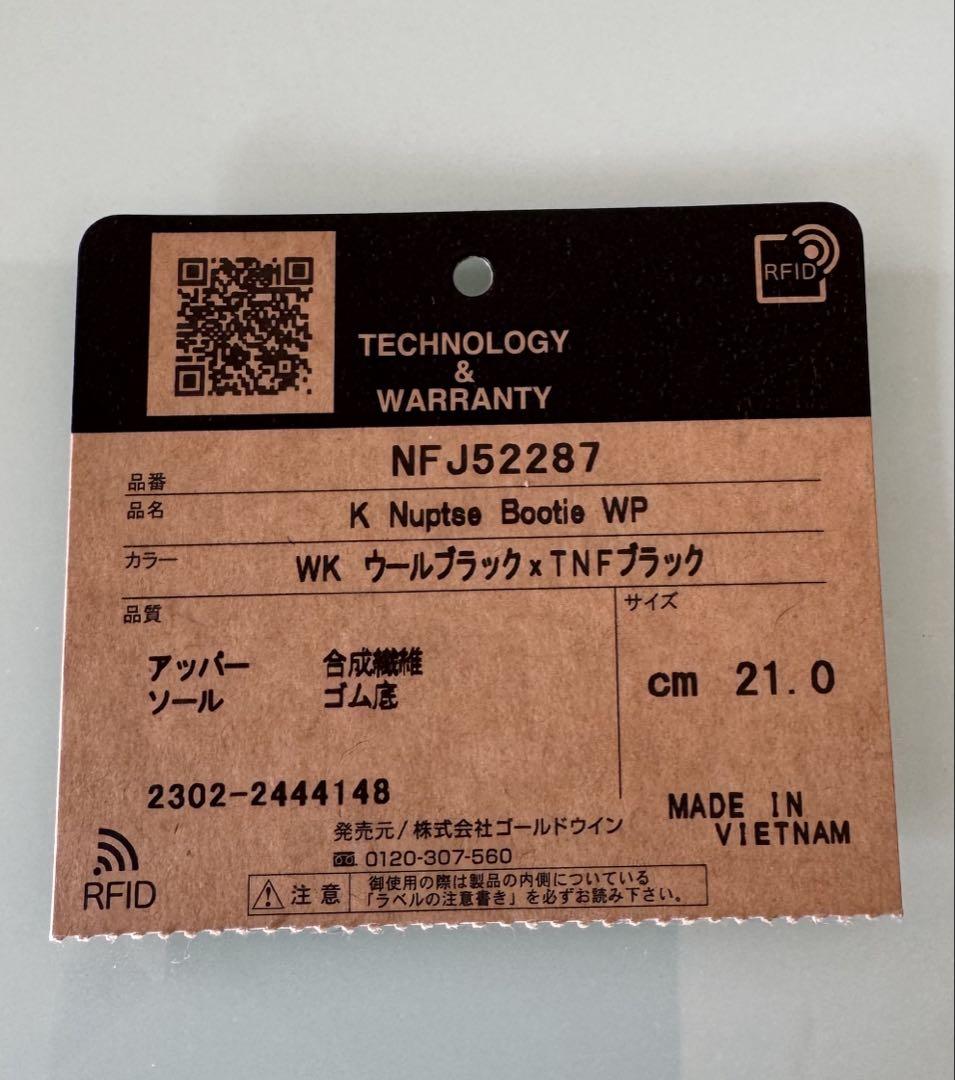 RFID
TECHNOLOGY
&
WARRANTY
品番 NFJ52287
品名 K Nuptse Bootie WP
カラー WK ウールブラックxTNFブラック
品質
サイズ
アッパー 合成繊維
ソール ゴム底
cm 21.0
2302-2444148
MADE IN
VIETNAM
発売元/株式会社ゴールドウイン
0120-307-560
RFID
注意
御使用の際は製品の内側についている
「ラベルの注意書き」を必ずお読み下さい。